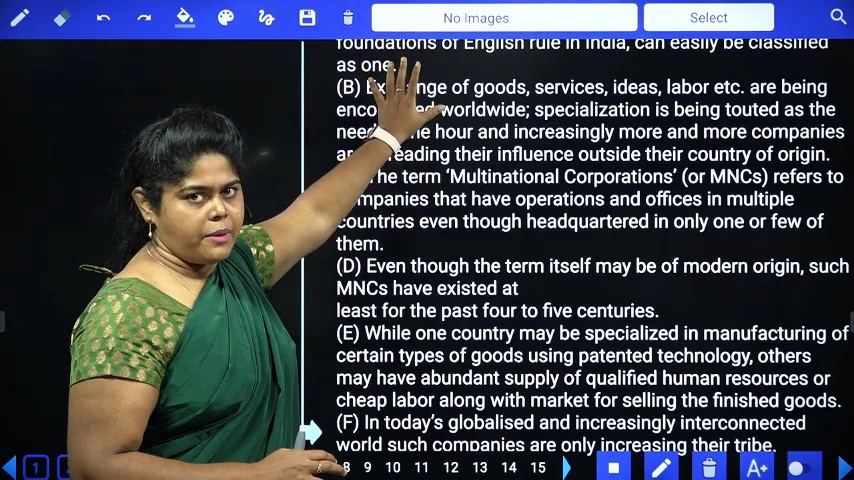 No Images
Select
foundations of English rule in India, can easily be classified
as one.
(B) of goods, services, ideas, labor etc. are being
worldwide; specialization is being touted as the
hour and increasingly more and more companies
their influence outside their country of origin.
The term ‘Multinational Corporations’ (or MNCs) refers to
companies that have operations and offices in multiple
countries even though headquartered in only one or few of
them.
(D) Even though the term itself may be of modern origin, such
MNCs have existed at
least for the past four to five centuries.
(E) While one country may be specialized in manufacturing of
certain types of goods using patented technology, others
may have abundant supply of qualified human resources or
cheap labor along with market for selling the finished goods.
(F) In today’s globalised and increasingly interconnected
world such companies are only increasing their tribe.
1 8 9 10 11 12 13 14 15 A+